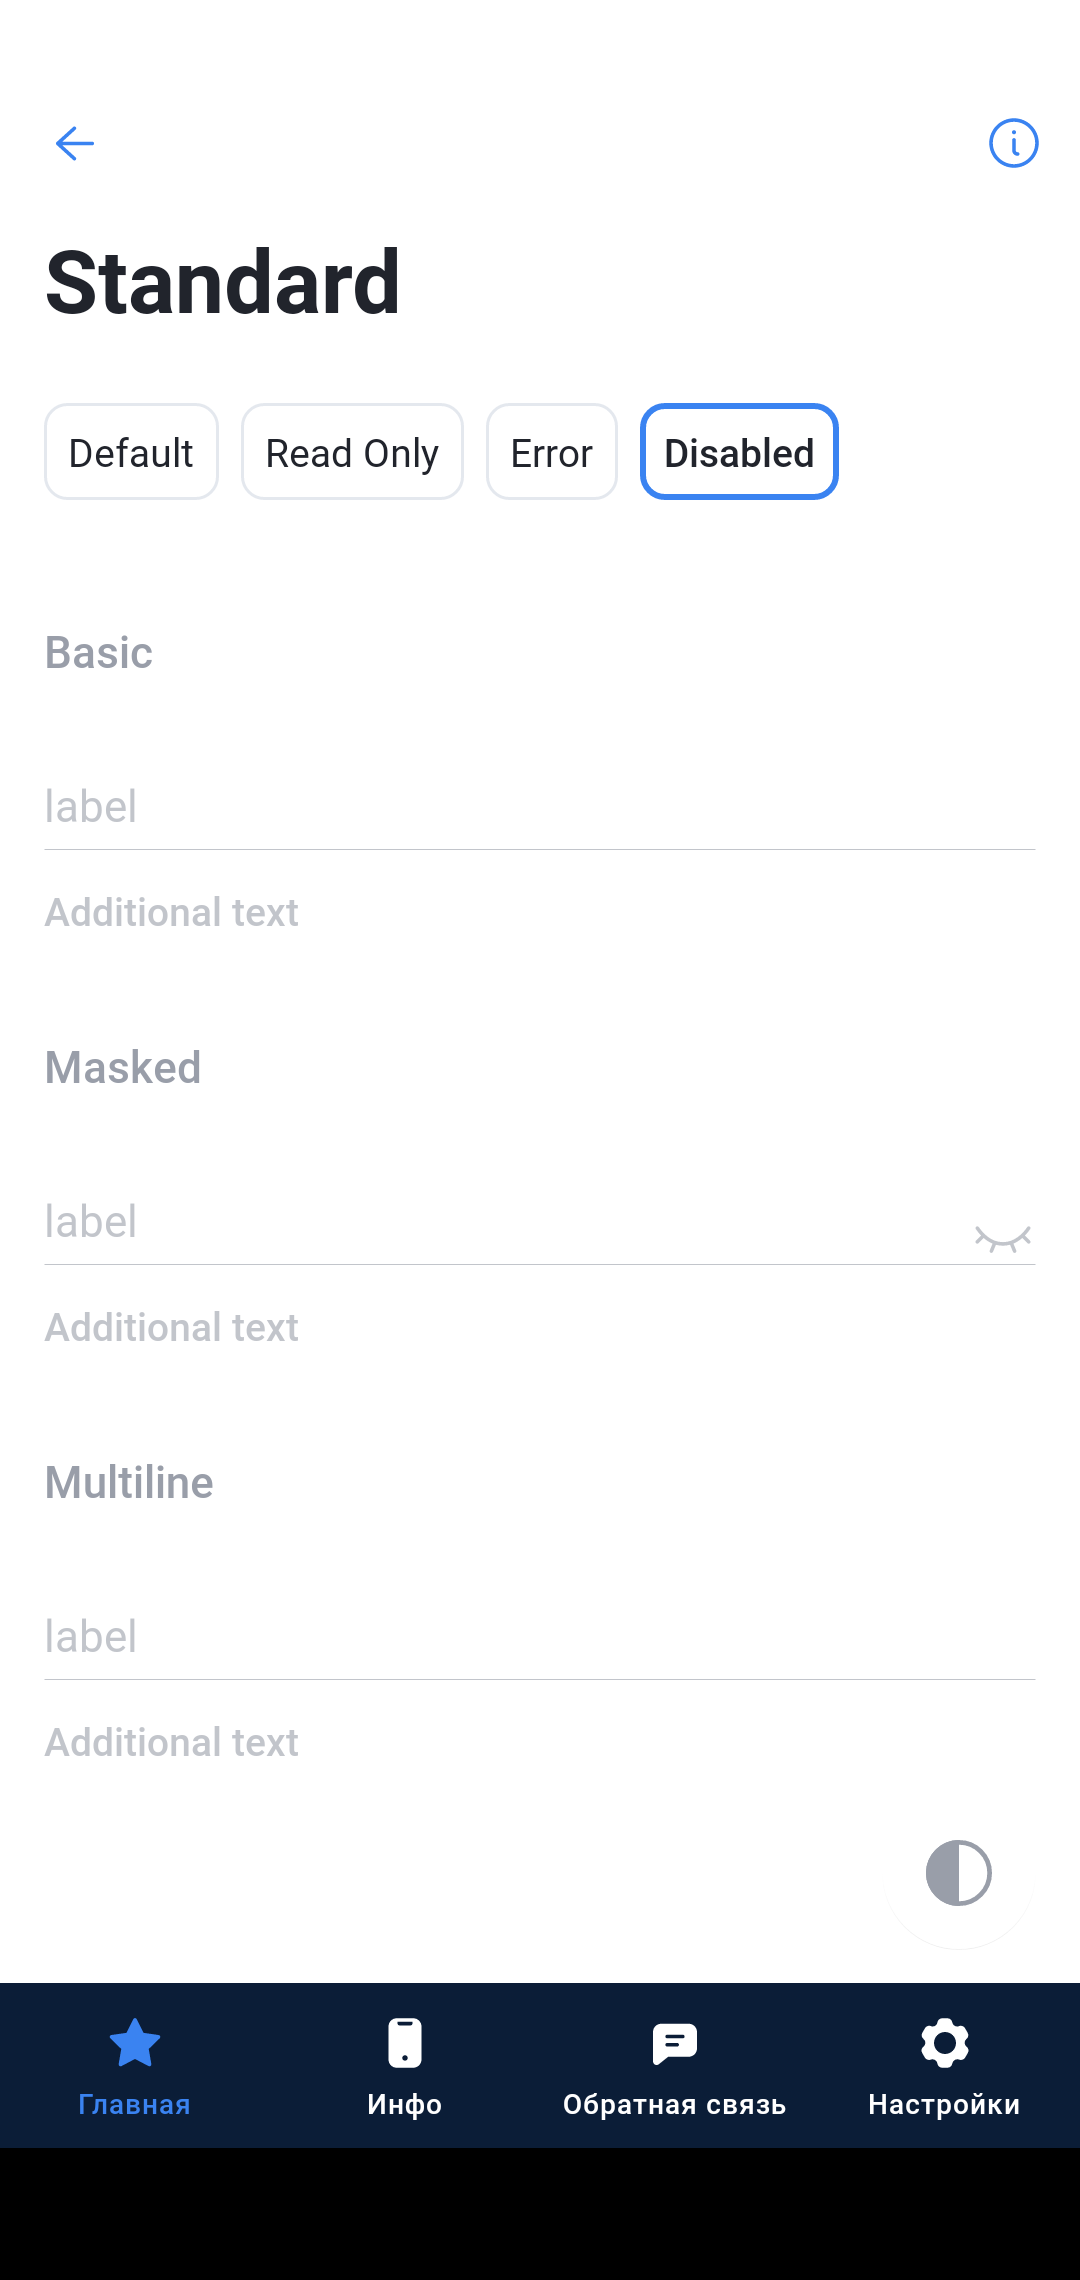 Standard
Default Read Only Error Disabled
Basic
label
Additional text
Masked
label
Additional text
Multiline
label
Additional text
Главная Инфо Обратная связь Настройки